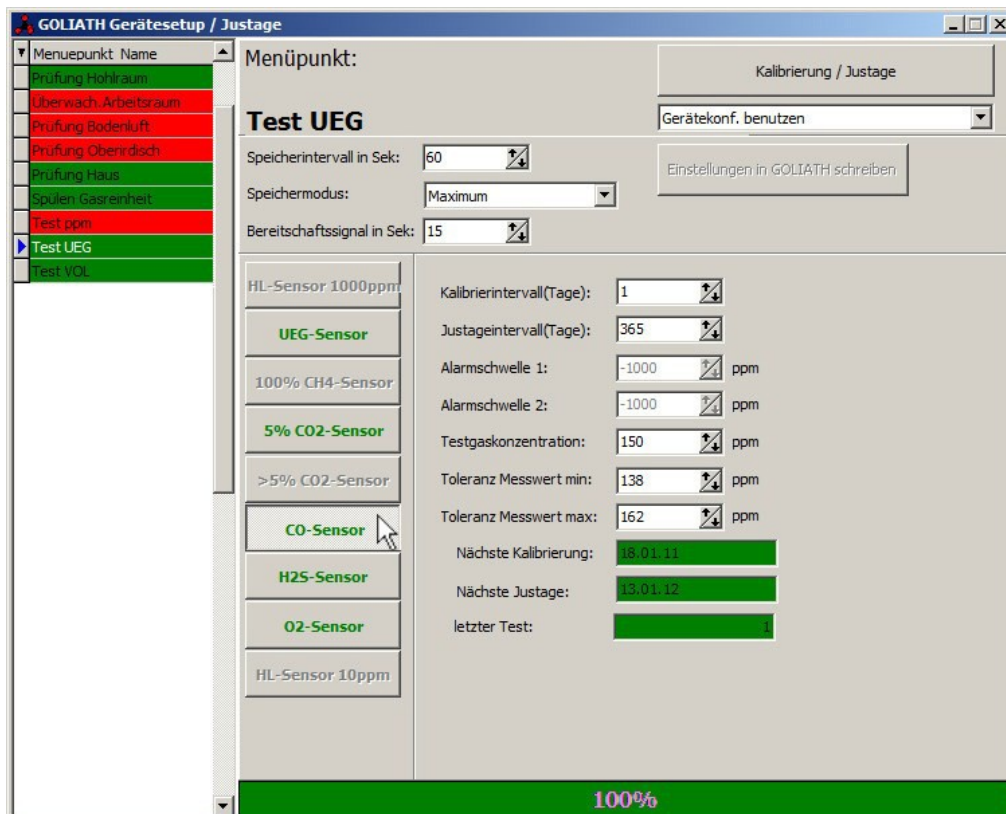 GOLIATH Gerätesetup / Justage
Menuepunkt Name
Prüfung Hohlraum
Überwach.Arbeitsraum
Prüfung Bodenluft
Prüfung Oberirdisch
Prüfung Haus
Spülen Gasreinheit
Test ppm
Test UEG
Test VOL
Menüpunkt:
Test UEG
Kalibrierung / Justage
Gerätekonf. benutzen
Einstellungen in GOLIATH schreiben
Speicherintervall in Sek: 60
Speichermodus: Maximum
Bereitschaftssignal in Sek: 15
HL-Sensor 1000ppm
UEG-Sensor
100% CH4-Sensor
5% CO2-Sensor
>5% CO2-Sensor
CO-Sensor
H2S-Sensor
O2-Sensor
HL-Sensor 10ppm
Kalibrierintervall(Tage): 1
Justageintervall(Tage): 365
Alarmschwelle 1: -1000 ppm
Alarmschwelle 2: -1000 ppm
Testgaskonzentration: 150 ppm
Toleranz Messwert min: 138 ppm
Toleranz Messwert max: 162 ppm
Nächste Kalibrierung: 18.01.11
Nächste Justage: 13.01.12
letzter Test: 1
100%